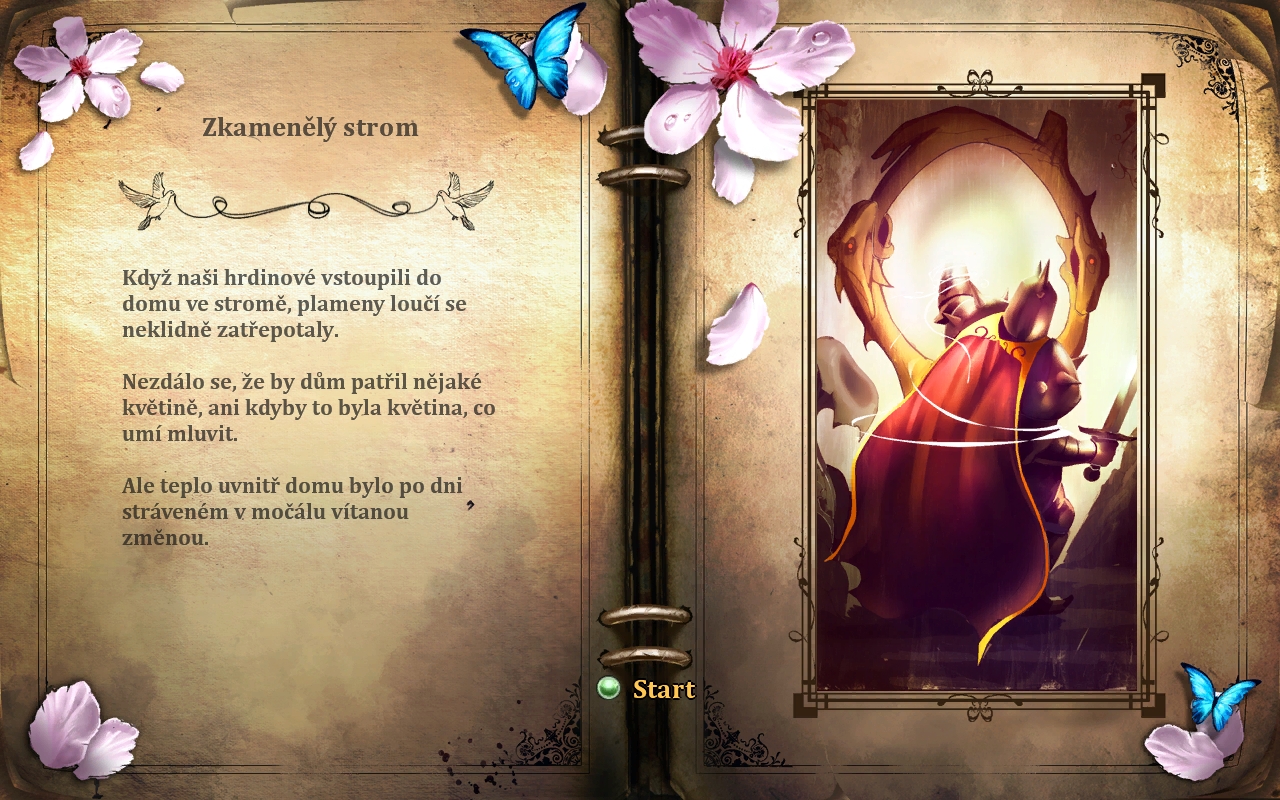 Zkamenělý strom
Když naši hrdinové vstoupili do
domu ve stromě, plameny loučí se
neklidně zatřepotaly.
Nezdálo se, že by dům patřil nějaké
květině, ani kdyby to byla květina, co
umí mluvit.
Ale teplo uvnitř domu bylo po dni
stráveném v močálu vítanou
změnou.
Start